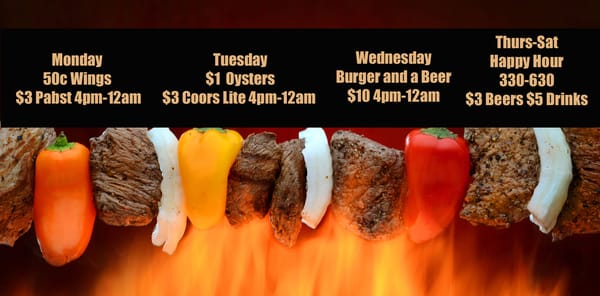 Monday
50c Wings
$3 Pabst 4pm-12am
Tuesday
$1 Oysters
$3 Coors Lite 4pm-12am
Wednesday
Burger and a Beer
$10 4pm-12am
Thurs-Sat
Happy Hour
330-630
$3 Beers $5 Drinks